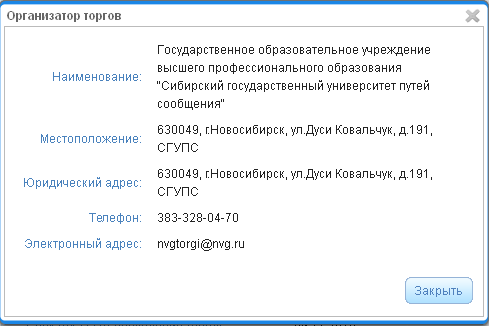 Организатор торгов
Наименование: Государственное образовательное учреждение
высшего профессионального образования
"Сибирский государственный университет путей
сообщения"
Местоположение: 630049, г.Новосибирск, ул.Дуси Ковальчук, д.191,
СГУПС
Юридический адрес: 630049, г.Новосибирск, ул.Дуси Ковальчук, д.191,
СГУПС
Телефон: 383-328-04-70
Электронный адрес: nvgtorgi@nvg.ru
Закрыть